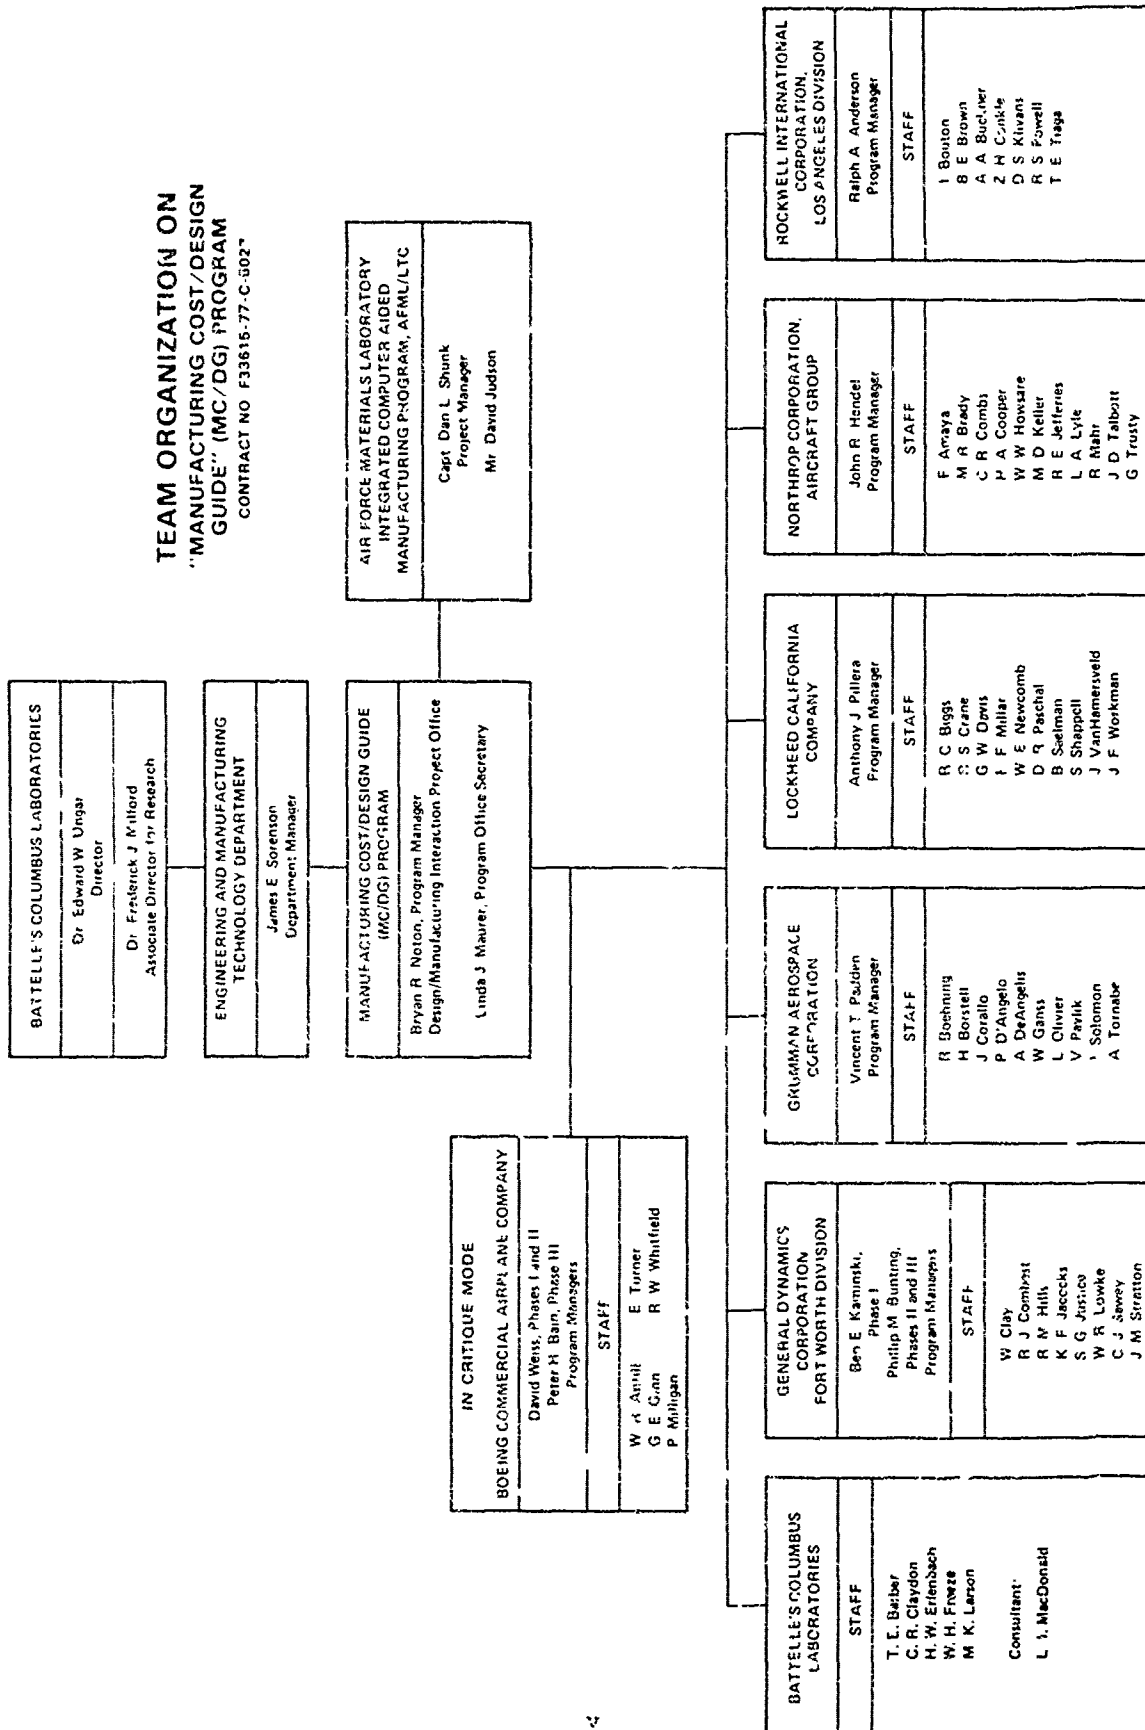 TEAM ORGANIZATION ON
"MANUFACTURING COST/DESIGN
GUIDE" (MC/DG) PROGRAM
CONTRACT NO
BATTELLE'S COLUMBUS LABORATORIES
Dr Edward W Ungar
Director
Dr Frederick J Milford
Associate Director for Research
ENGINEERING AND MANUFACTURING
TECHNOLOGY DEPARTMENT
James E Sorenson
Department Manager
MANUFACTURING COST/DESIGN GUIDE
(MC/DG) PROGRAM
Bryan R Noton, Program Manager
Design/Manufacturing Interaction Project Office
Linda J Maurer, Program Office Secretary
AIR FORCE MATERIALS LABORATORY
INTEGRATED COMPUTER AIDED
MANUFACTURING PROGRAM, AFML/LTC
Capt Dan L Shunk
Project Manager
Mr David Judson
IN CRITIQUE MODE
BOEING COMMERCIAL AIRPLANE COMPANY
David Weiss, Phases I and II
Peter H Bain, Phase III
Program Managers
STAFF
W
E Turner
G E
R W Whitfield
P Milligan
BATTELLE'S COLUMBUS
LABORATORIES
STAFF
T. E. Barber
C. R. Claydon
H. W. Erlenbach
W. H. Freeze
M K. Larson
Consultant
L MacDonald
GENERAL DYNAMICS
CORPORATION
FORT WORTH DIVISION
Ben E Kaminski,
Phase I
Phillip M Bunting,
Phases II and III
Program Managers
STAFF
W Clay
R J Combest
R M Hills
K F Jacocks
S G Justice
W R Lowke
C J Sawey
J M Stratton
GRUMMAN AEROSPACE
CORPORATION
Vincent T Padden
Program Manager
STAFF
R Boehning
H Borstell
J Corallo
P D'Angelo
A DeAngelis
W Ganss
L Olivier
V Pavlik
Solomon
A Tornabe
LOCKHEED CALIFORNIA
COMPANY
Anthony J Pillera
Program Manager
STAFF
R C Biggs
S Crane
G W Davis
F Millar
W E Newcomb
D R Paschal
B Saelman
S Shappell
J VanHamersveld
J F Workman
NORTHROP CORPORATION,
AIRCRAFT GROUP
John R Hendel
Program Manager
STAFF
F Amaya
M R Brady
C R Combs
H A Cooper
W W Howsare
M D Keller
R E Jefferies
L A Lyle
R Mahr
J D Talbott
G Trusty
ROCKWELL INTERNATIONAL
CORPORATION,
LOS ANGELES DIVISION
Ralph A Anderson
Program Manager
STAFF
I Bouton
B E Brown
A A Buckner
Z H Conkle
D S Klivans
R S Powell
T E Tiaga